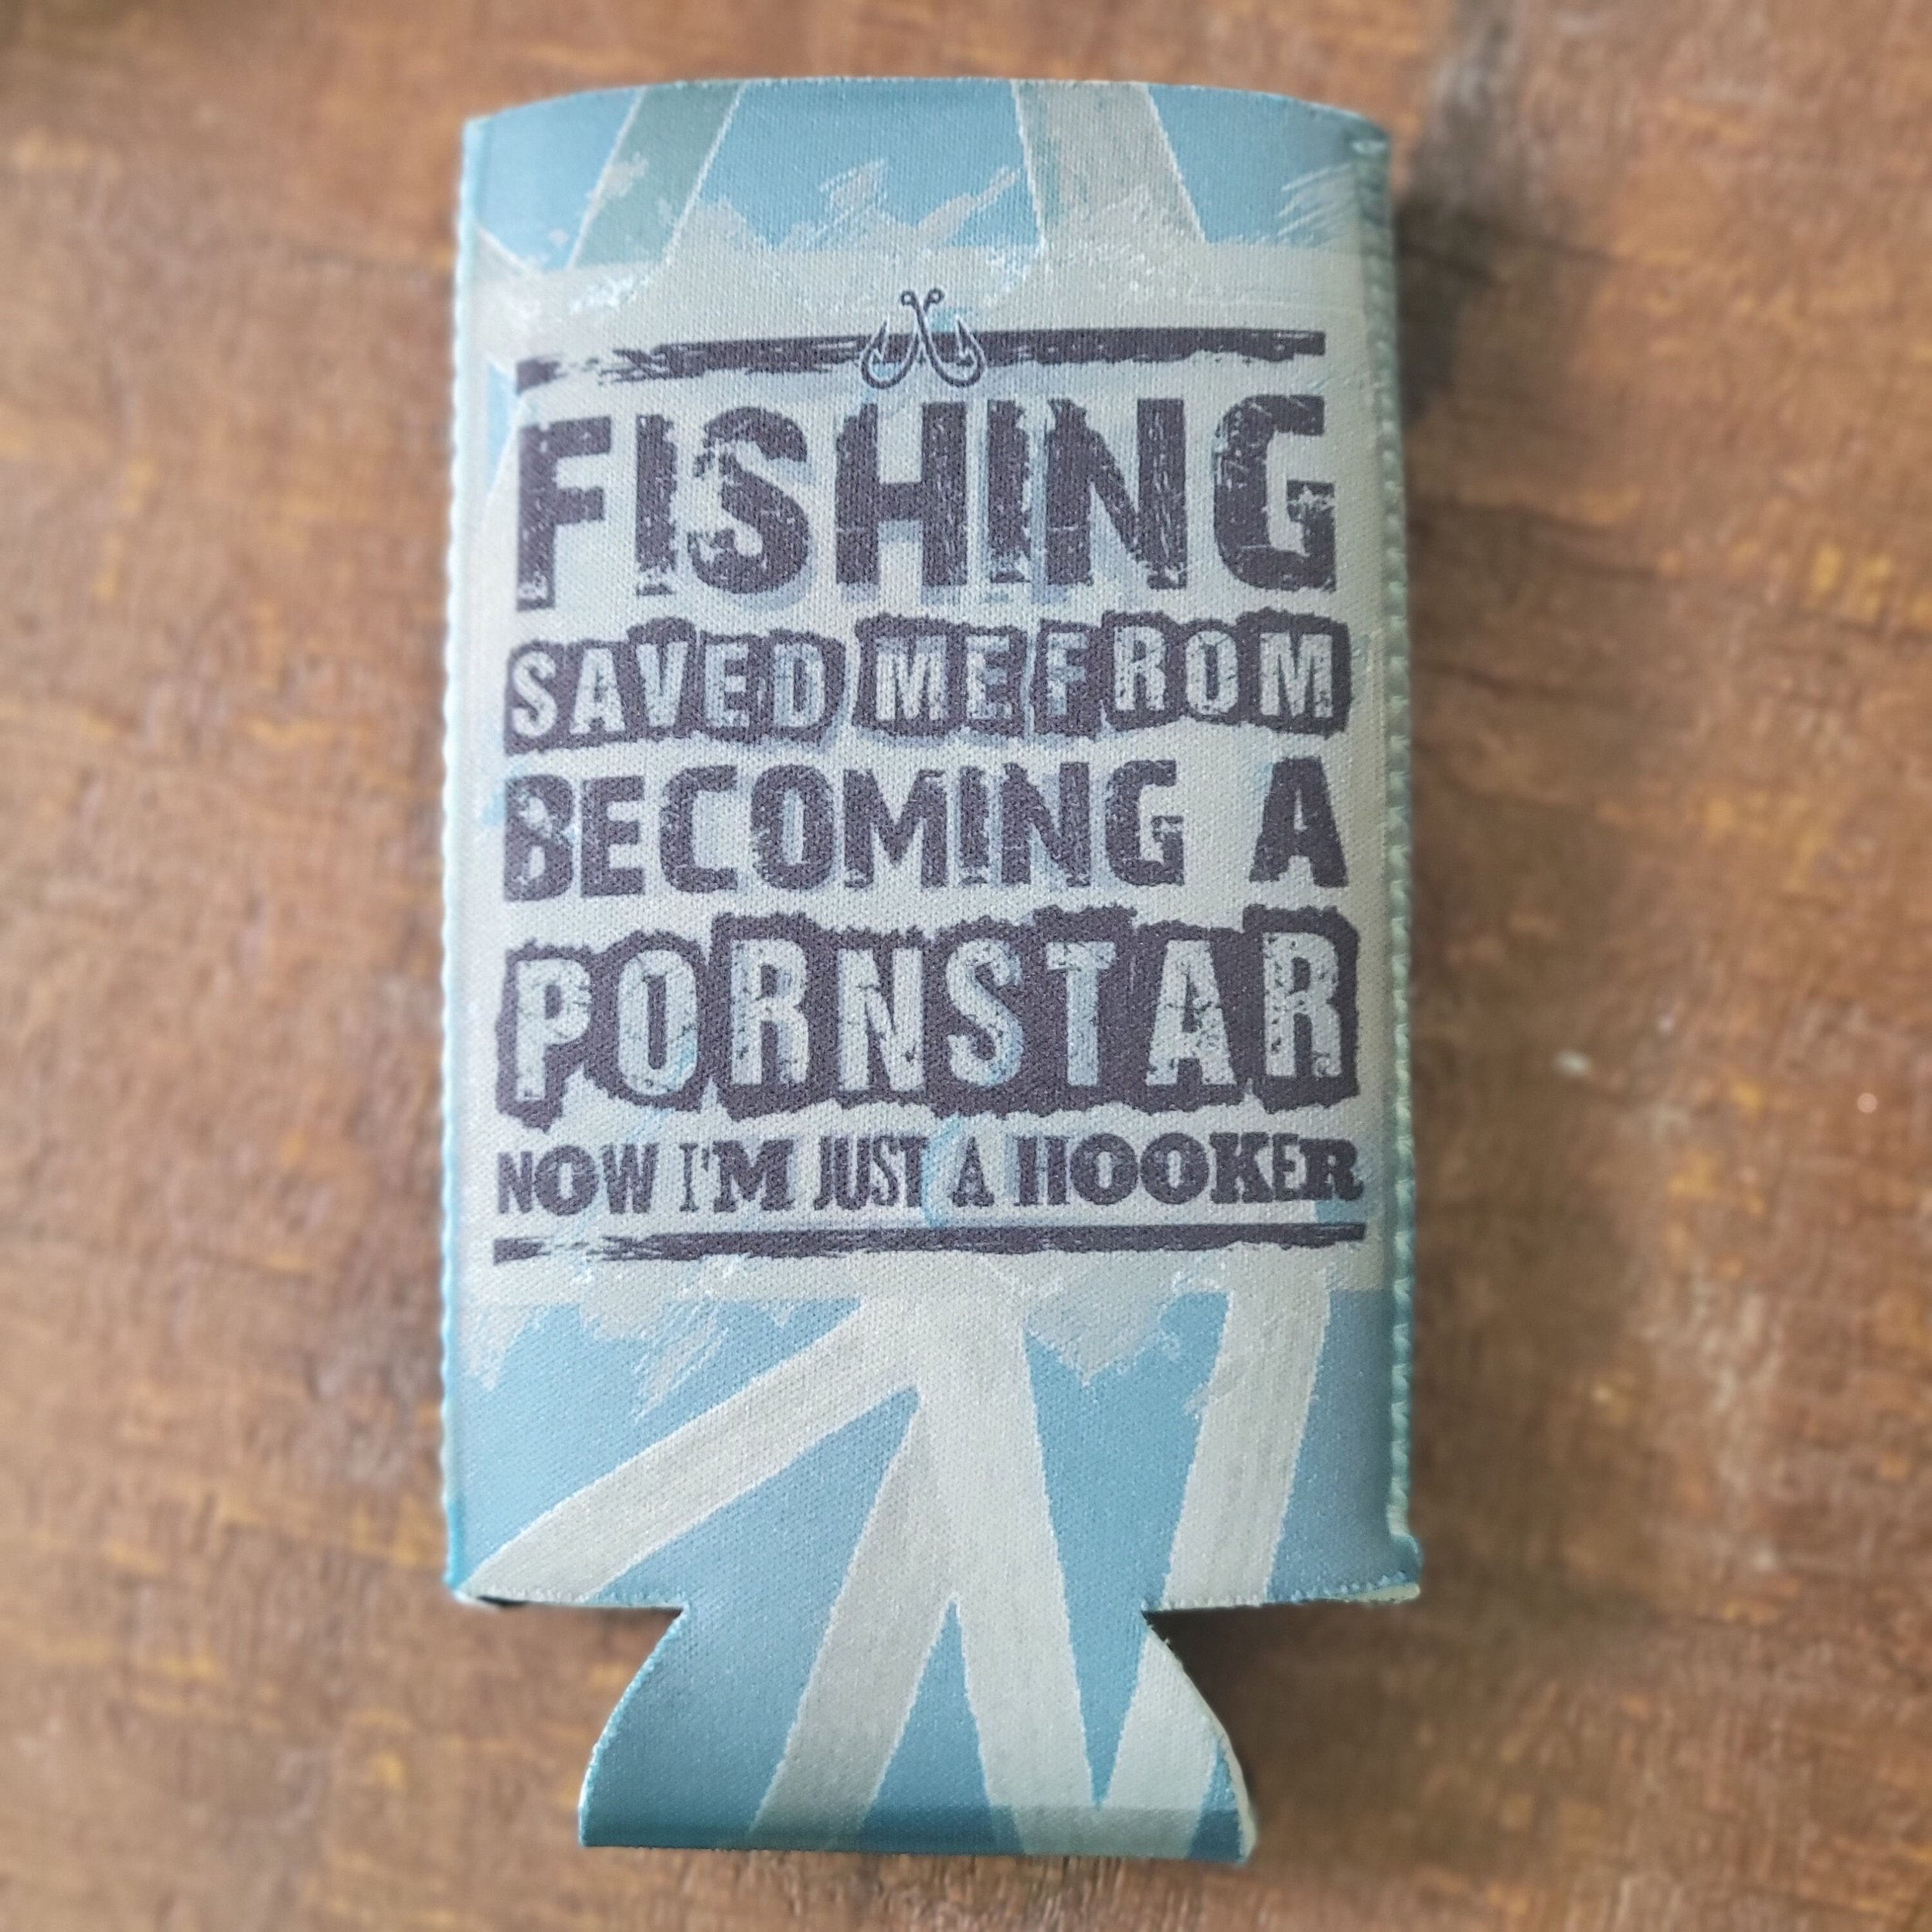 FISHING
SAVED ME FROM
BECOMING A
PORNSTAR
NOW I'M JUST A HOOKER